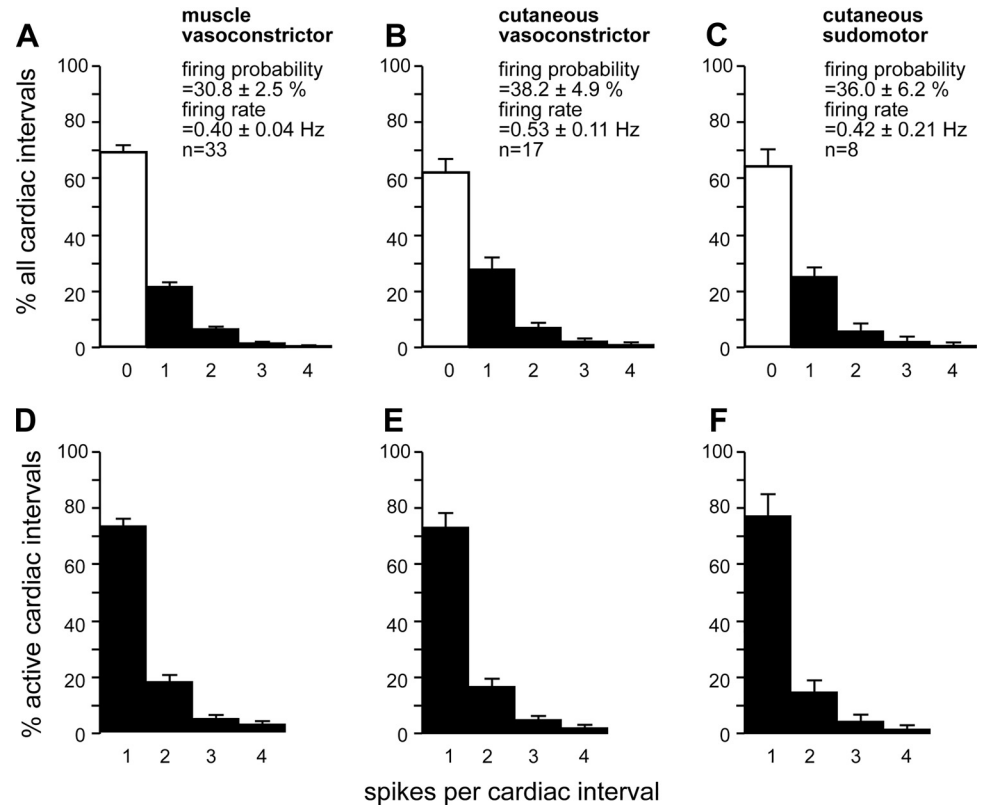 A
muscle
vasoconstrictor
firing probability
=30.8 ± 2.5 %
firing rate
=0.40 ± 0.04 Hz
n=33
% all cardiac intervals
100
80
60
40
20
0
0 1 2 3 4
B
cutaneous
vasoconstrictor
firing probability
=38.2 ± 4.9 %
firing rate
=0.53 ± 0.11 Hz
n=17
100
80
60
40
20
0
0 1 2 3 4
C
cutaneous
sudomotor
firing probability
=36.0 ± 6.2 %
firing rate
=0.42 ± 0.21 Hz
n=8
100
80
60
40
20
0
0 1 2 3 4
D
% active cardiac intervals
100
80
60
40
20
0
1 2 3 4
E
100
80
60
40
20
0
1 2 3 4
F
100
80
60
40
20
0
1 2 3 4
spikes per cardiac interval